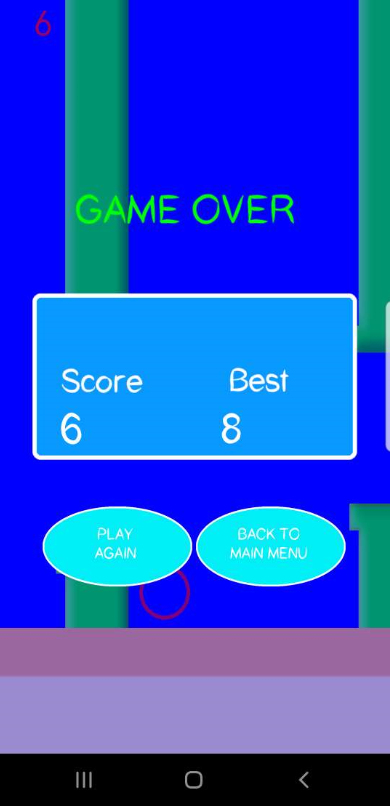 6
GAME OVER
Score Best
6 8
PLAY
AGAIN
BACK TO
MAIN MENU